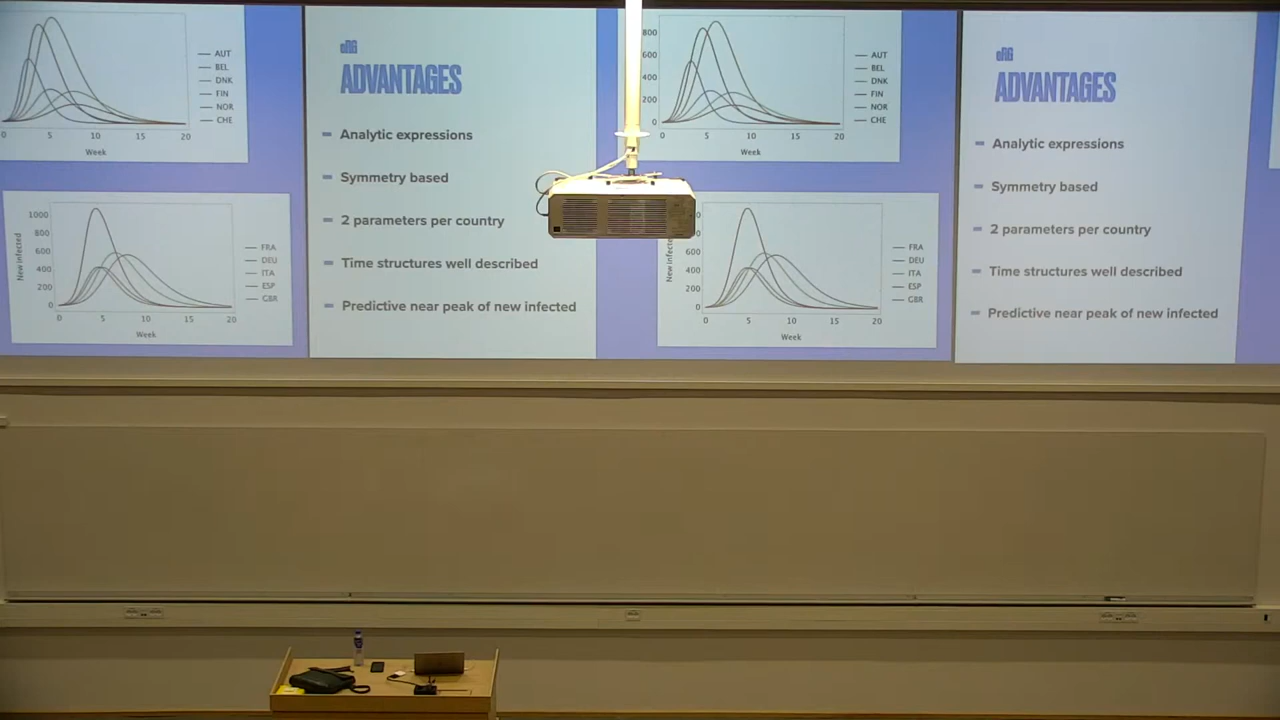 AUT
BEL
DNK
FIN
NOR
CHE
0 5 10 15 20
Week
New infected
1000
800
600
400
200
0
FRA
DEU
ITA
ESP
GBR
0 5 10 15 20
Week
eRG
ADVANTAGES
Analytic expressions
Symmetry based
2 parameters per country
Time structures well described
Predictive near peak of new infected
800
600
400
200
0
AUT
BEL
DNK
FIN
NOR
CHE
0 5 10 15 20
Week
New infected
0
600
400
200
0
FRA
DEU
ITA
ESP
GBR
0 5 10 15 20
Week
eRG
ADVANTAGES
Analytic expressions
Symmetry based
2 parameters per country
Time structures well described
Predictive near peak of new infected